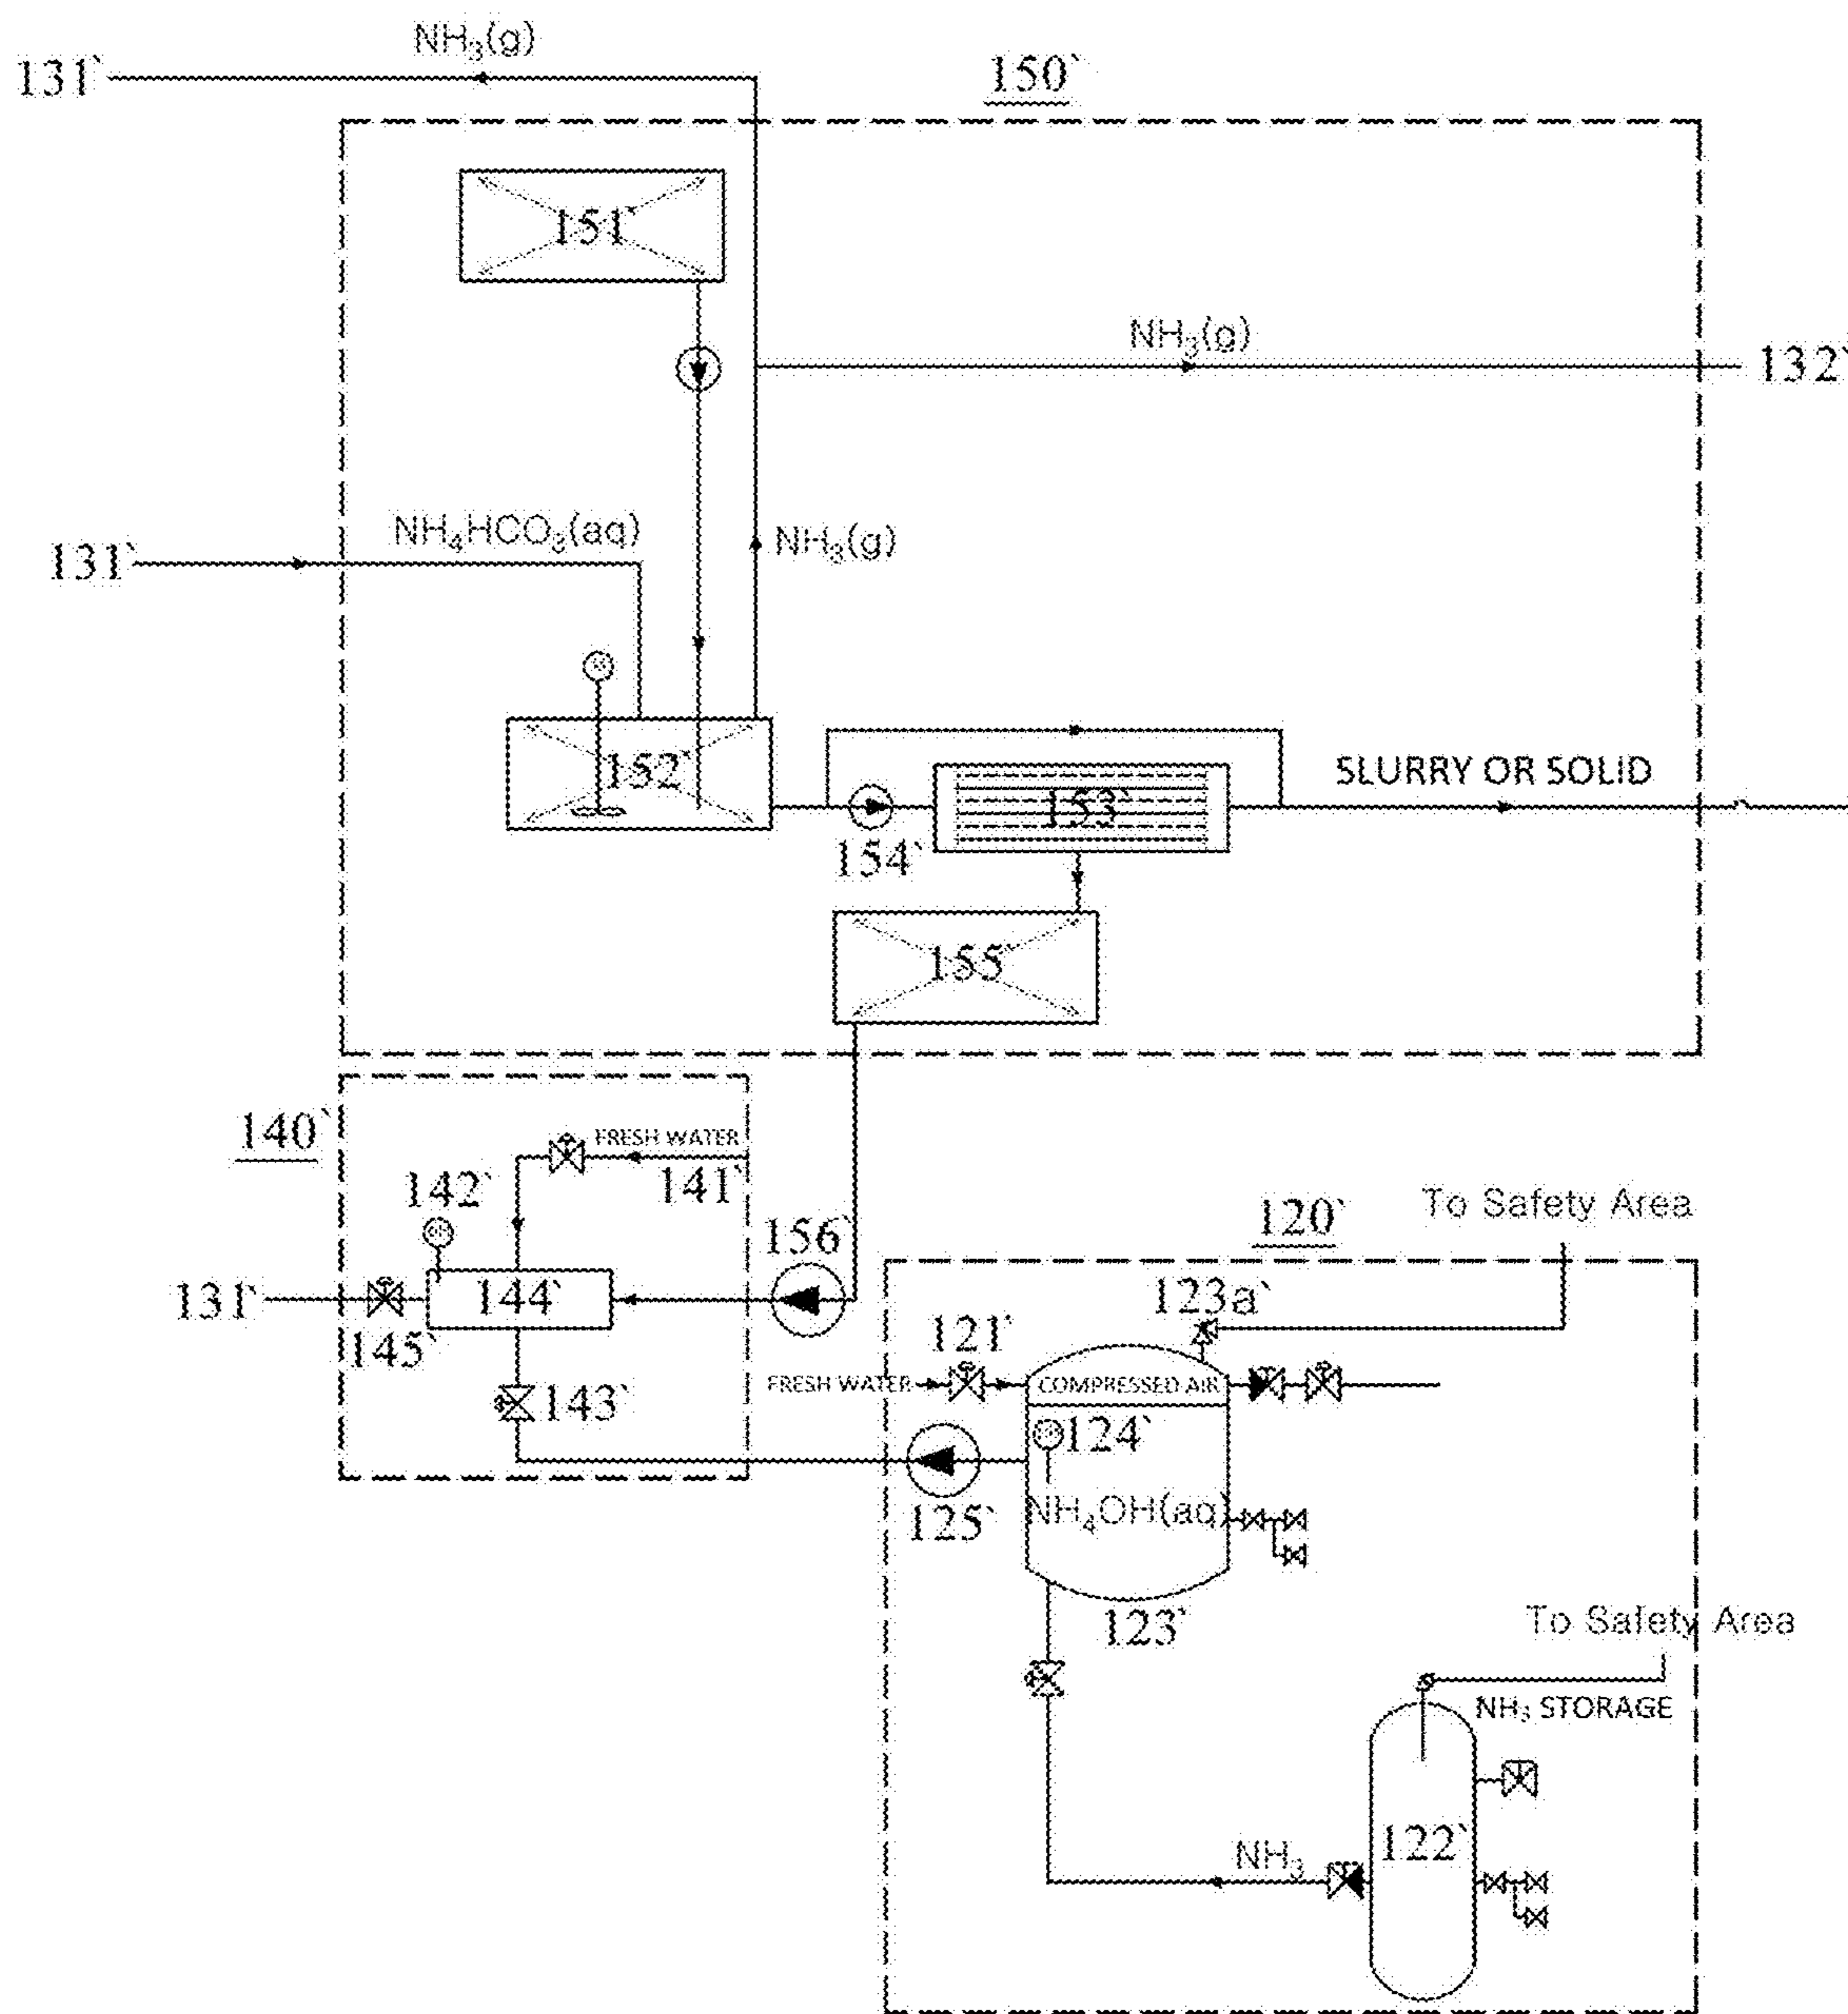 NH₃(g)
131`
150`
151`
NH₃(g)
132`
NH₄HCO₃(aq)
131`
NH₃(g)
152`
SLURRY OR SOLID
153`
154`
155`
140`
FRESH WATER
141`
142`
156`
120`
To Safety Area
131`
144`
123a`
145`
121`
FRESH WATER
COMPRESSED AIR
143`
124`
125`
NH₄OH(aq)
123`
To Safety Area
NH₃ STORAGE
122`
NH₃